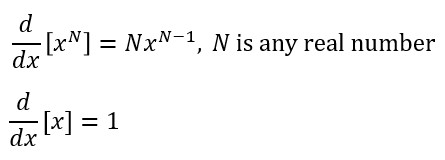 d/dx [x^N] = Nx^{N−1}, N is any real number
d/dx [x] = 1